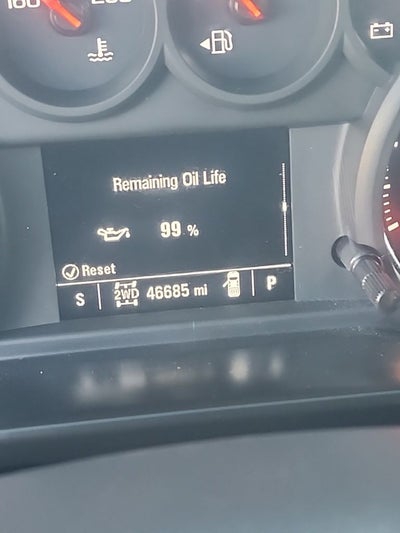 Remaining Oil Life
99 %
Reset
S 2WD 46685 mi P